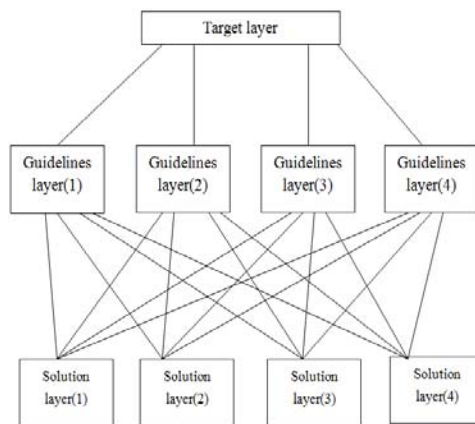 Target layer
Guidelines
layer(1)
Guidelines
layer(2)
Guidelines
layer(3)
Guidelines
layer(4)
Solution
layer(1)
Solution
layer(2)
Solution
layer(3)
Solution
layer(4)